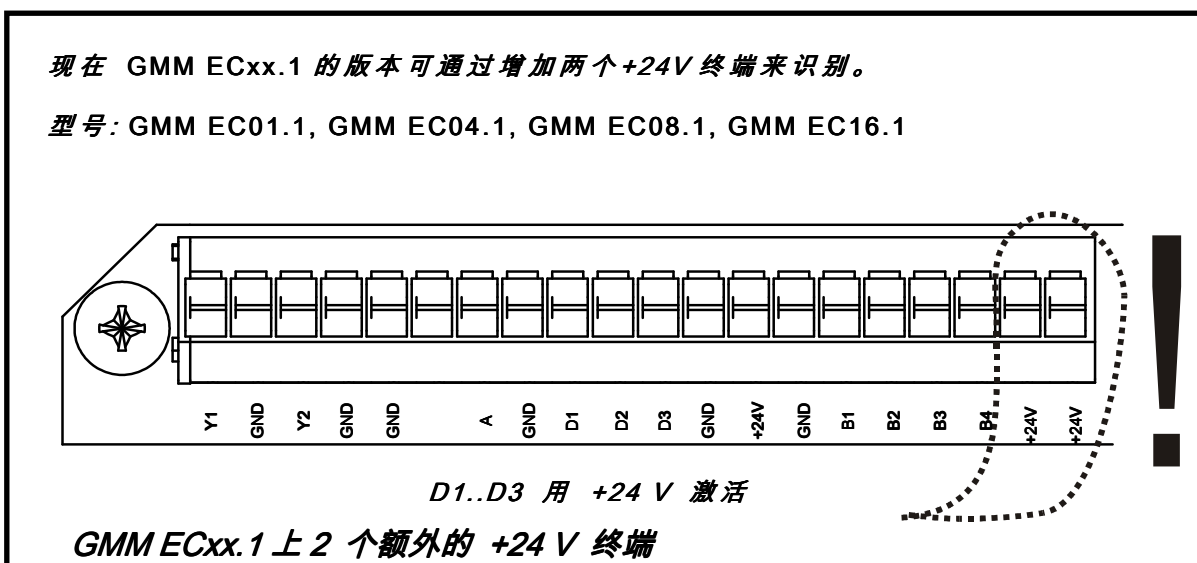 现在 GMM ECxx.1 的版本可通过增加两个+24V 终端来识别。
型号: GMM EC01.1, GMM EC04.1, GMM EC08.1, GMM EC16.1
Y1 GND Y2 GND GND A GND D1 D2 D3 GND +24V GND B1 B2 B3 B4 +24V +24V
!
D1..D3 用 +24 V 激活
GMM ECxx.1 上 2 个额外的 +24 V 终端